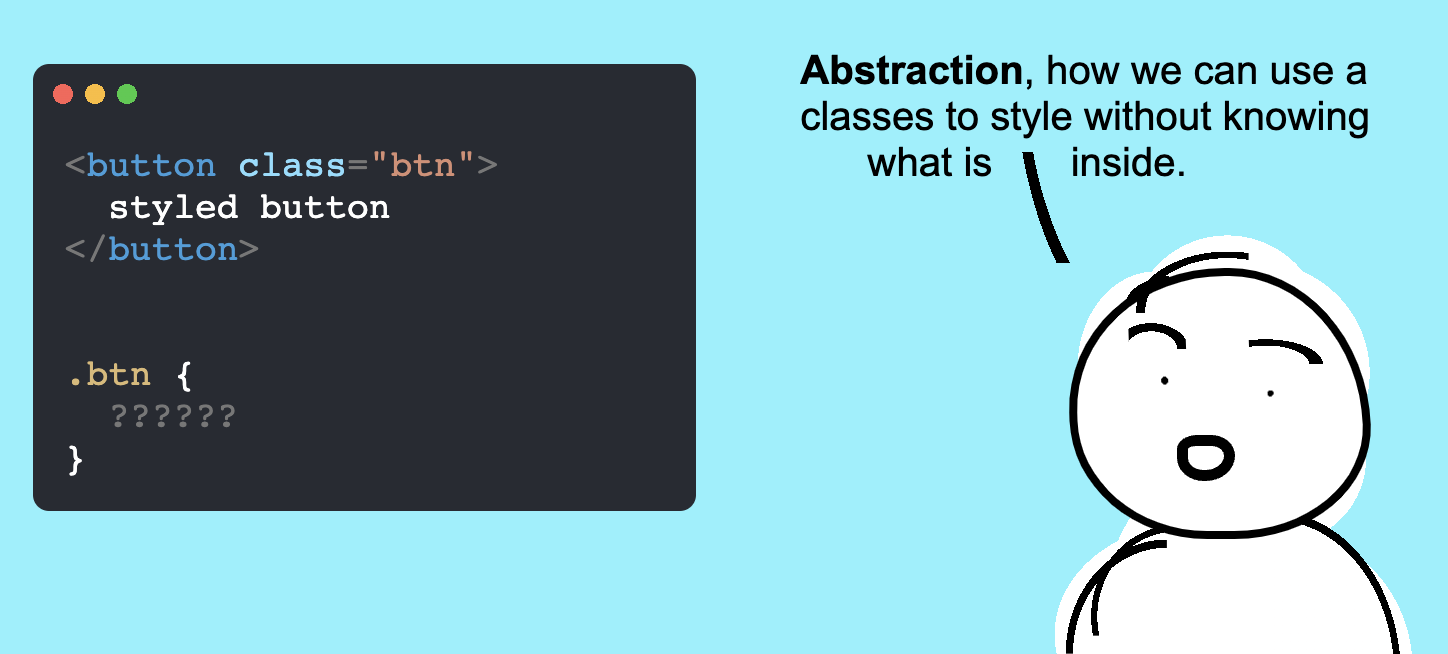 <button class="btn">
styled button
</button>
.btn {
??????
}
Abstraction, how we can use a
classes to style without knowing
what is inside.